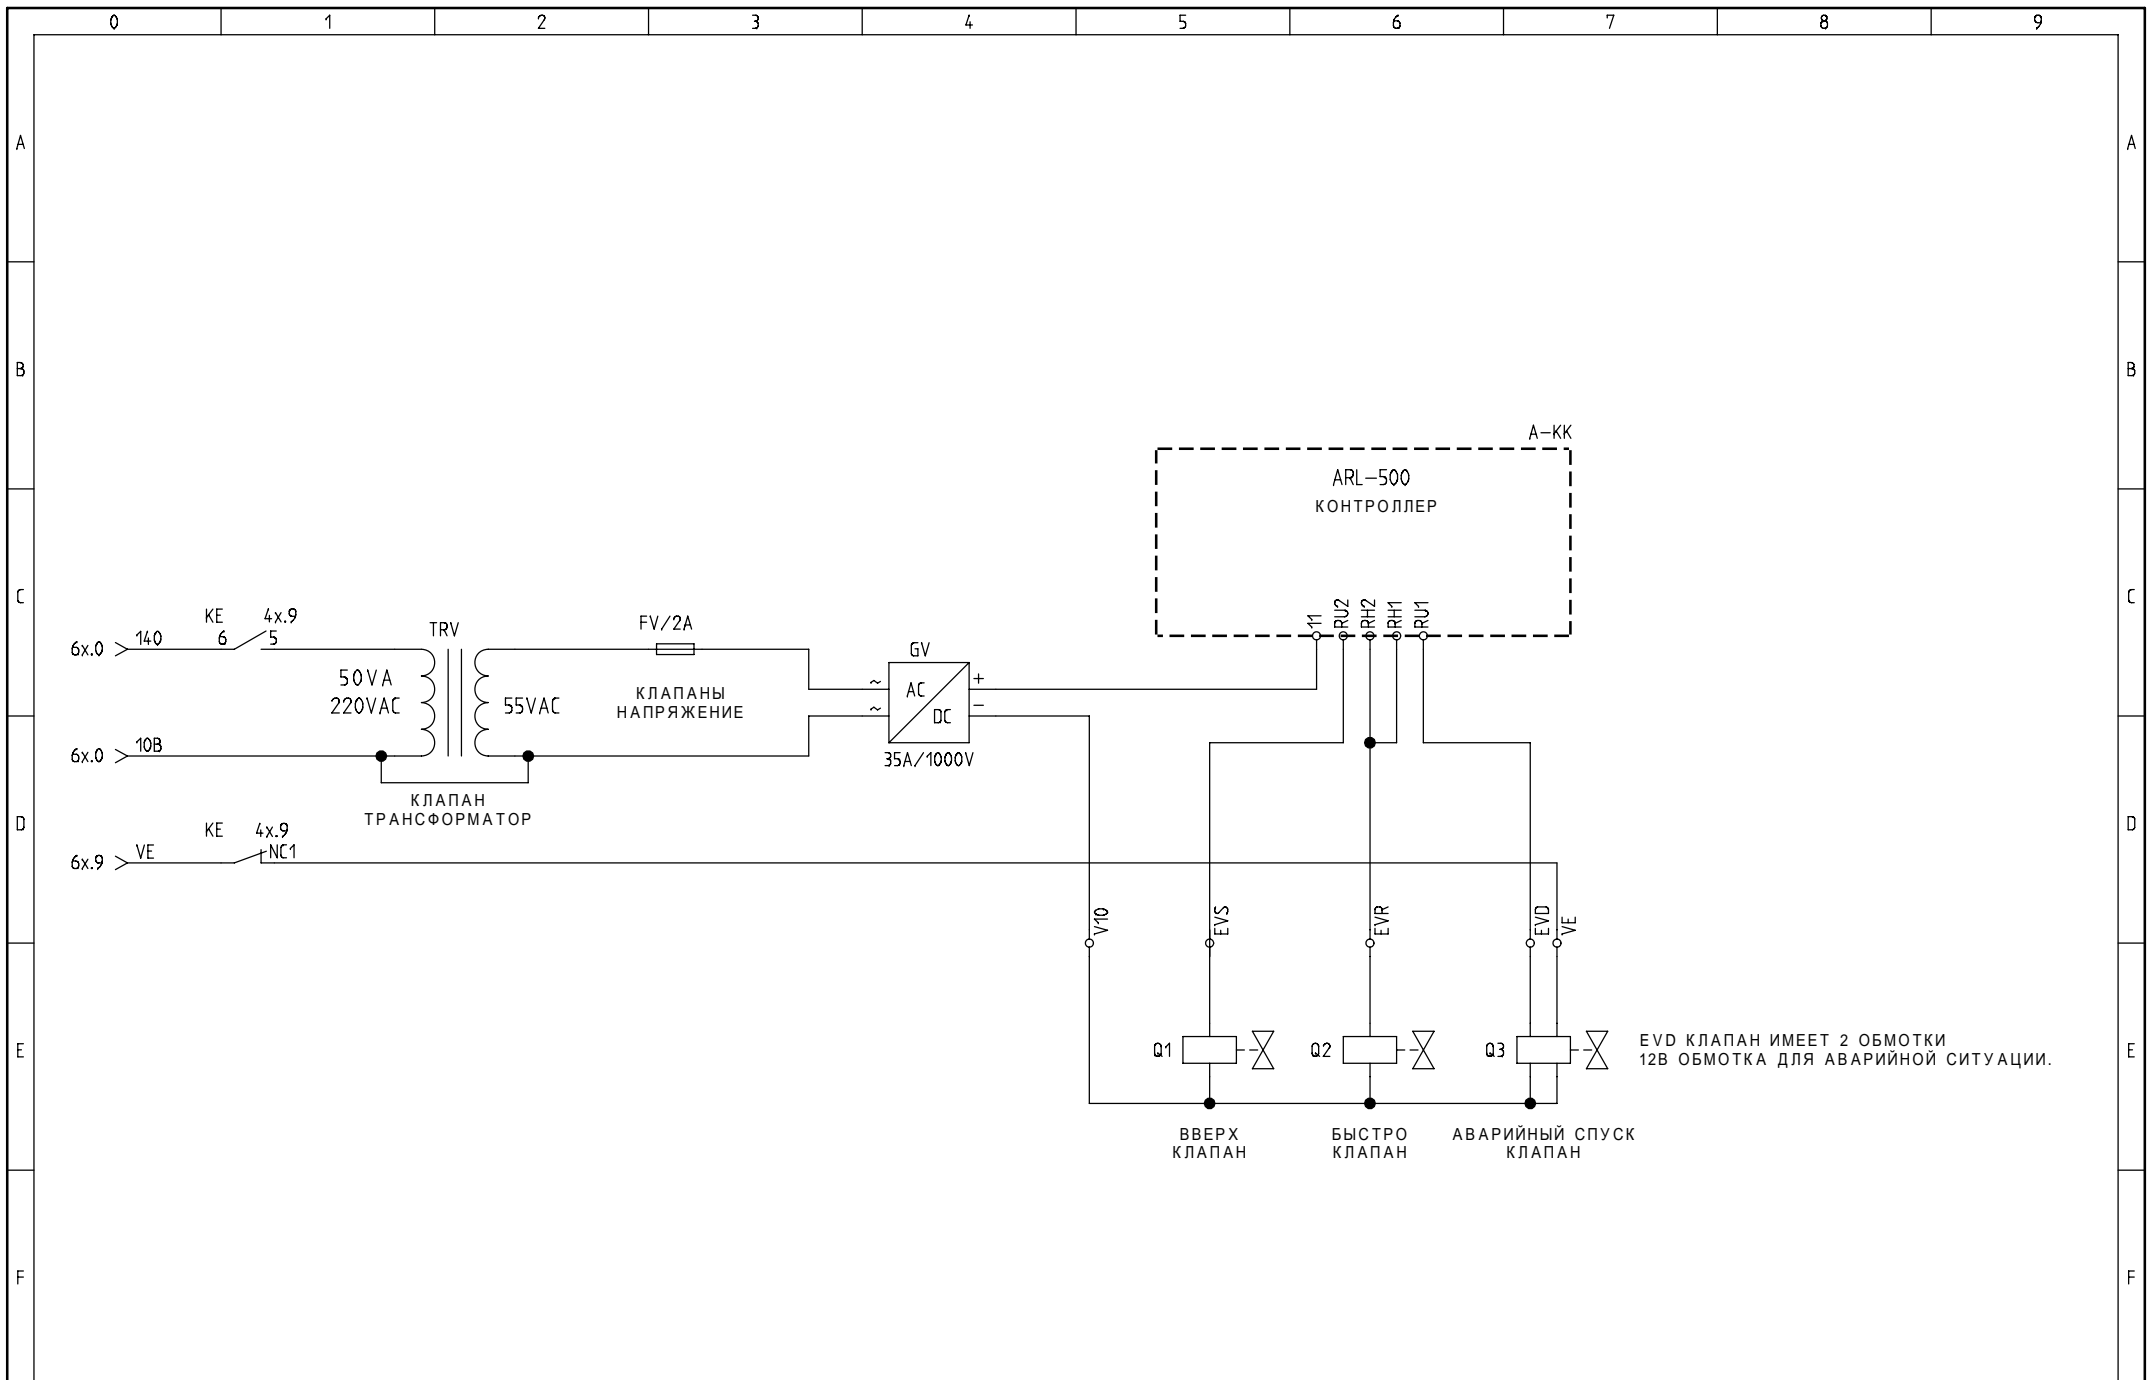 0 1 2 3 4 5 6 7 8 9
A A
B B
A-KK
ARL-500
КОНТРОЛЛЕР
C C
11 RU2 RH2 RH1 RU1
KE 4x.9
6x.0 140 6 5
TRV
FV/2A
GV
50VA
220VAC
55VAC
КЛАПАНЫ
НАПРЯЖЕНИЕ
~ AC +
~ DC -
35A/1000V
6x.0 10B
КЛАПАН
ТРАНСФОРМАТОР
D D
KE 4x.9
6x.9 VE NC1
V10 EVS EVR EVD VE
E E
Q1 Q2 Q3
EVD КЛАПАН ИМЕЕТ 2 ОБМОТКИ
12В ОБМОТКА ДЛЯ АВАРИЙНОЙ СИТУАЦИИ.
ВВЕРХ
КЛАПАН
БЫСТРО
КЛАПАН
АВАРИЙНЫЙ СПУСК
КЛАПАН
F F